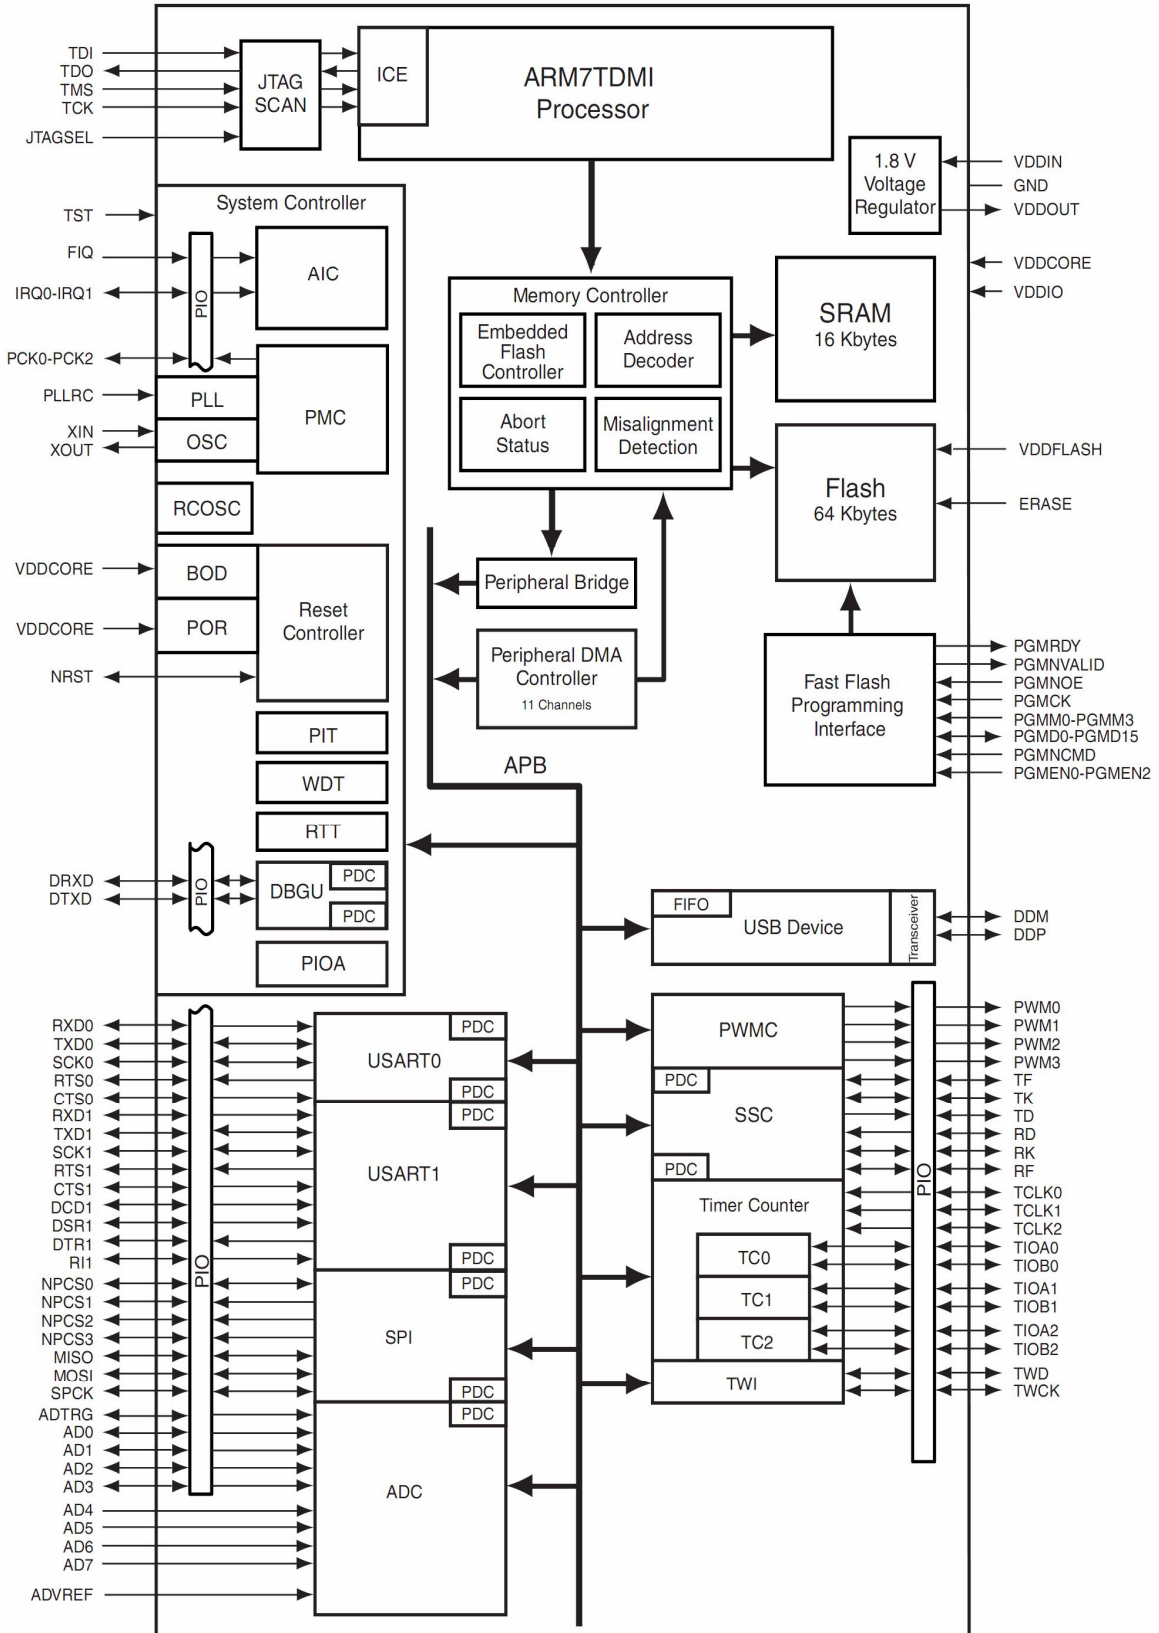 TDI
TDO
TMS
TCK
JTAGSEL
JTAG
SCAN
ICE
ARM7TDMI
Processor
1.8 V
Voltage
Regulator
VDDIN
GND
VDDOUT
VDDCORE
VDDIO
System Controller
TST
FIQ
IRQ0-IRQ1
PIO
AIC
PCK0-PCK2
PLLRC
PLL
XIN
XOUT
OSC
PMC
RCOSC
VDDCORE
BOD
VDDCORE
POR
Reset
Controller
NRST
PIT
WDT
RTT
DRXD
DTXD
PIO
DBGU
PDC
PDC
PIOA
Memory Controller
Embedded
Flash
Controller
Address
Decoder
Abort
Status
Misalignment
Detection
SRAM
16 Kbytes
Flash
64 Kbytes
VDDFLASH
ERASE
Peripheral Bridge
Peripheral DMA
Controller
11 Channels
APB
Fast Flash
Programming
Interface
PGMRDY
PGMNVALID
PGMNOE
PGMCK
PGMM0-PGMM3
PGMD0-PGMD15
PGMNCMD
PGMEN0-PGMEN2
FIFO
USB Device
Transceiver
DDM
DDP
RXD0
TXD0
SCK0
RTS0
CTS0
RXD1
TXD1
SCK1
RTS1
CTS1
DCD1
DSR1
DTR1
RI1
NPCS0
NPCS1
NPCS2
NPCS3
MISO
MOSI
SPCK
ADTRG
AD0
AD1
AD2
AD3
AD4
AD5
AD6
AD7
ADVREF
PIO
PDC
USART0
PDC
PDC
USART1
PDC
PDC
SPI
PDC
PDC
ADC
PWMC
PDC
SSC
PDC
Timer Counter
TC0
TC1
TC2
TWI
PIO
PWM0
PWM1
PWM2
PWM3
TF
TK
TD
RD
RK
RF
TCLK0
TCLK1
TCLK2
TIOA0
TIOB0
TIOA1
TIOB1
TIOA2
TIOB2
TWD
TWCK